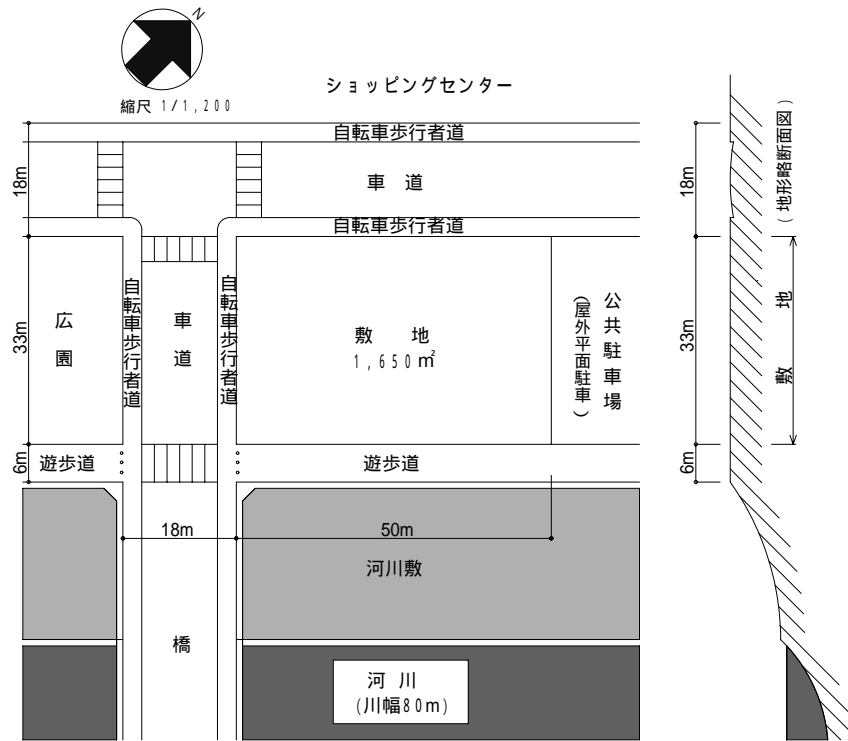 N
縮尺 1/1,200
ショッピングセンター
自転車歩行者道
車 道
自転車歩行者道
18m
18m
(地形略断面図)
広 園
自転車歩行者道
車 道
自転車歩行者道
敷 地
1,650㎡
公共駐車場
(屋外平面駐車)
33m
33m
敷 地
6m
遊歩道
遊歩道
6m
18m
50m
河川敷
橋
河 川
(川幅80m)